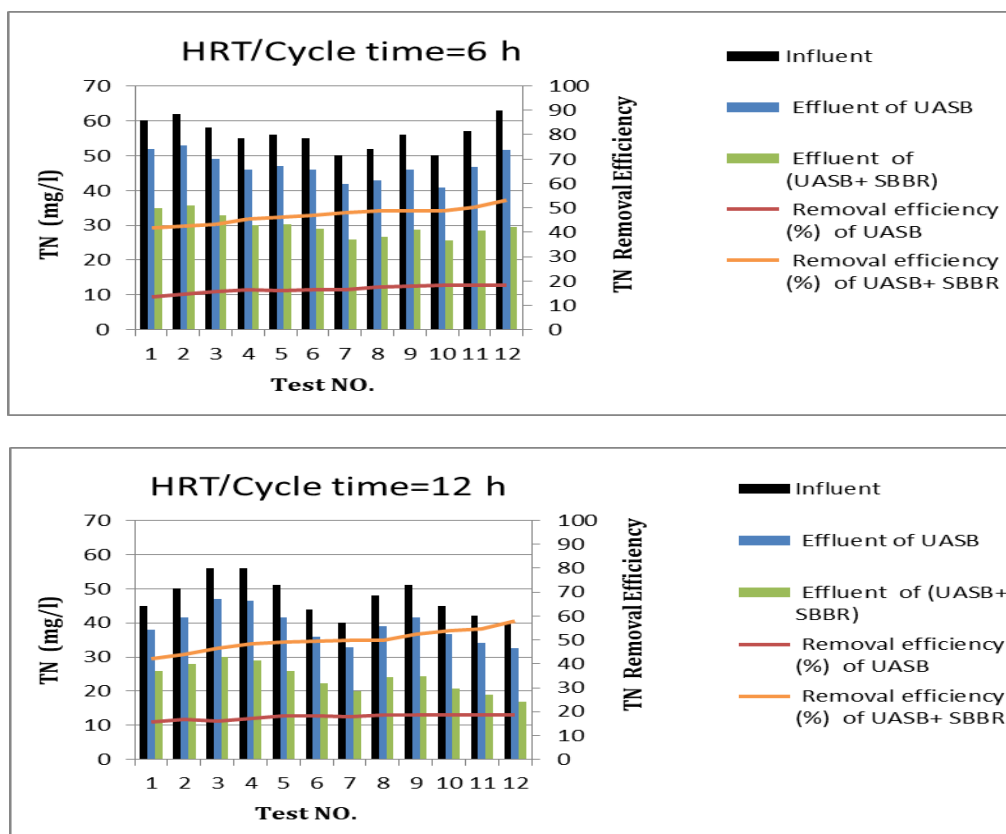 HRT/Cycle time=6 h
70
60
50
40
30
20
10
0
TN (mg/l)
100
90
80
70
60
50
40
30
20
10
0
TN Removal Efficiency
1 2 3 4 5 6 7 8 9 10 11 12
Test NO.
Influent
Effluent of UASB
Effluent of
(UASB+ SBBR)
Removal efficiency
(%) of UASB
Removal efficiency
(%) of UASB+ SBBR
HRT/Cycle time=12 h
70
60
50
40
30
20
10
0
TN (mg/l)
100
90
80
70
60
50
40
30
20
10
0
TN Removal Efficiency
1 2 3 4 5 6 7 8 9 10 11 12
Test NO.
Influent
Effluent of UASB
Effluent of (UASB+
SBBR)
Removal efficiency
(%) of UASB
Removal efficiency
(%) of UASB+ SBBR